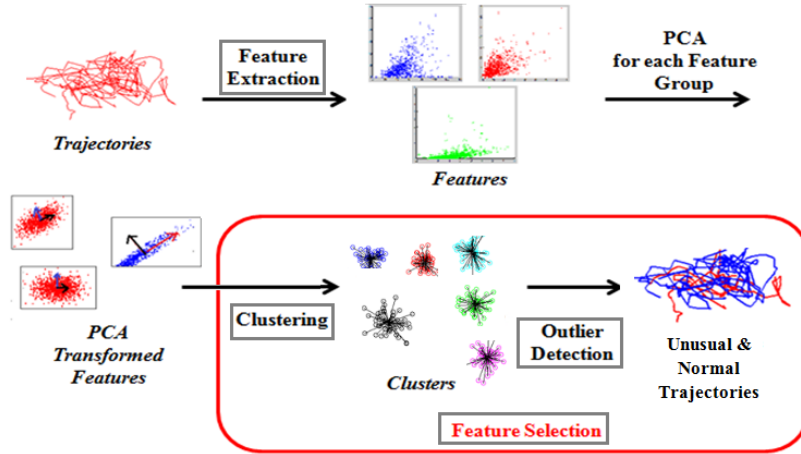 Feature
Extraction
PCA
for each Feature
Group
Trajectories
Features
PCA
Transformed
Features
Clustering
Clusters
Outlier
Detection
Unusual &
Normal
Trajectories
Feature Selection